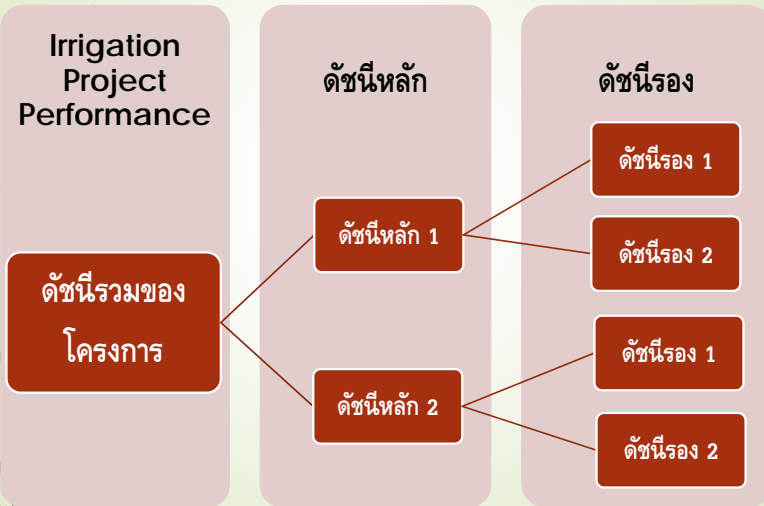 Irrigation
Project
Performance
ดัชนีหลัก
ดัชนีรอง
ดัชนีรวมของ
โครงการ
ดัชนีหลัก 1
ดัชนีหลัก 2
ดัชนีรอง 1
ดัชนีรอง 2
ดัชนีรอง 1
ดัชนีรอง 2